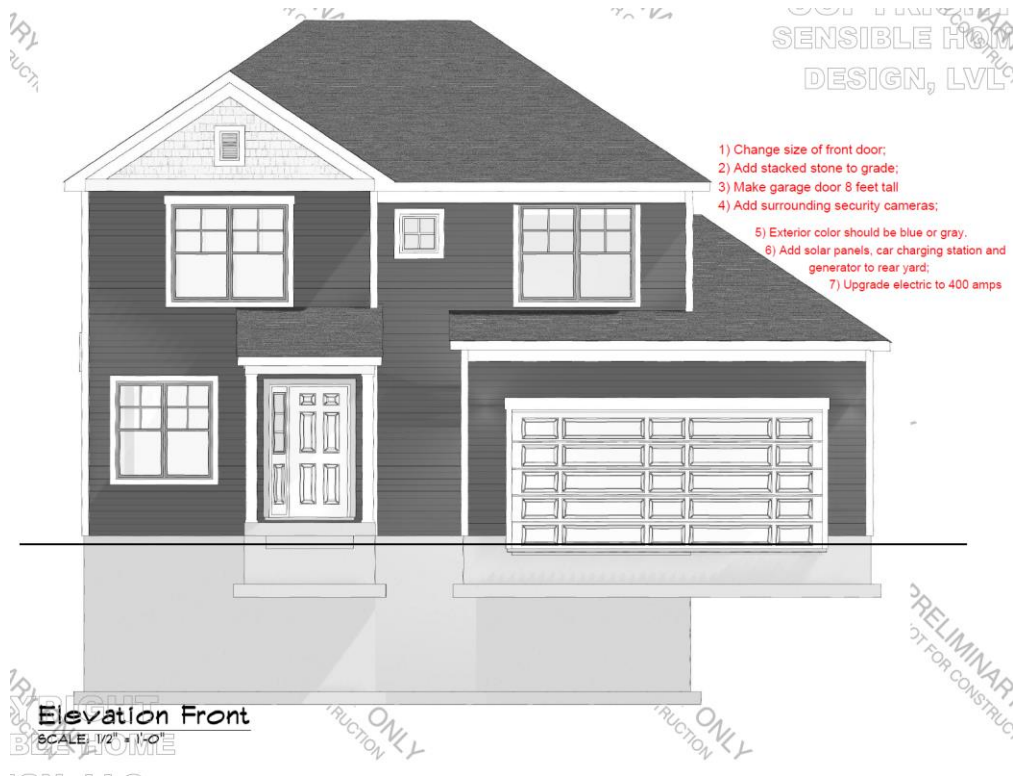 SENSIBLE HOM
DESIGN, LVL
1) Change size of front door;
2) Add stacked stone to grade;
3) Make garage door 8 feet tall
4) Add surrounding security cameras;
5) Exterior color should be blue or gray.
6) Add solar panels, car charging station and
generator to rear yard;
7) Upgrade electric to 400 amps
PRELIMINARY
NOT FOR CONSTRUCTION
Elevation Front
SCALE: 1/2" = 1'-0"
ONLY
ONLY